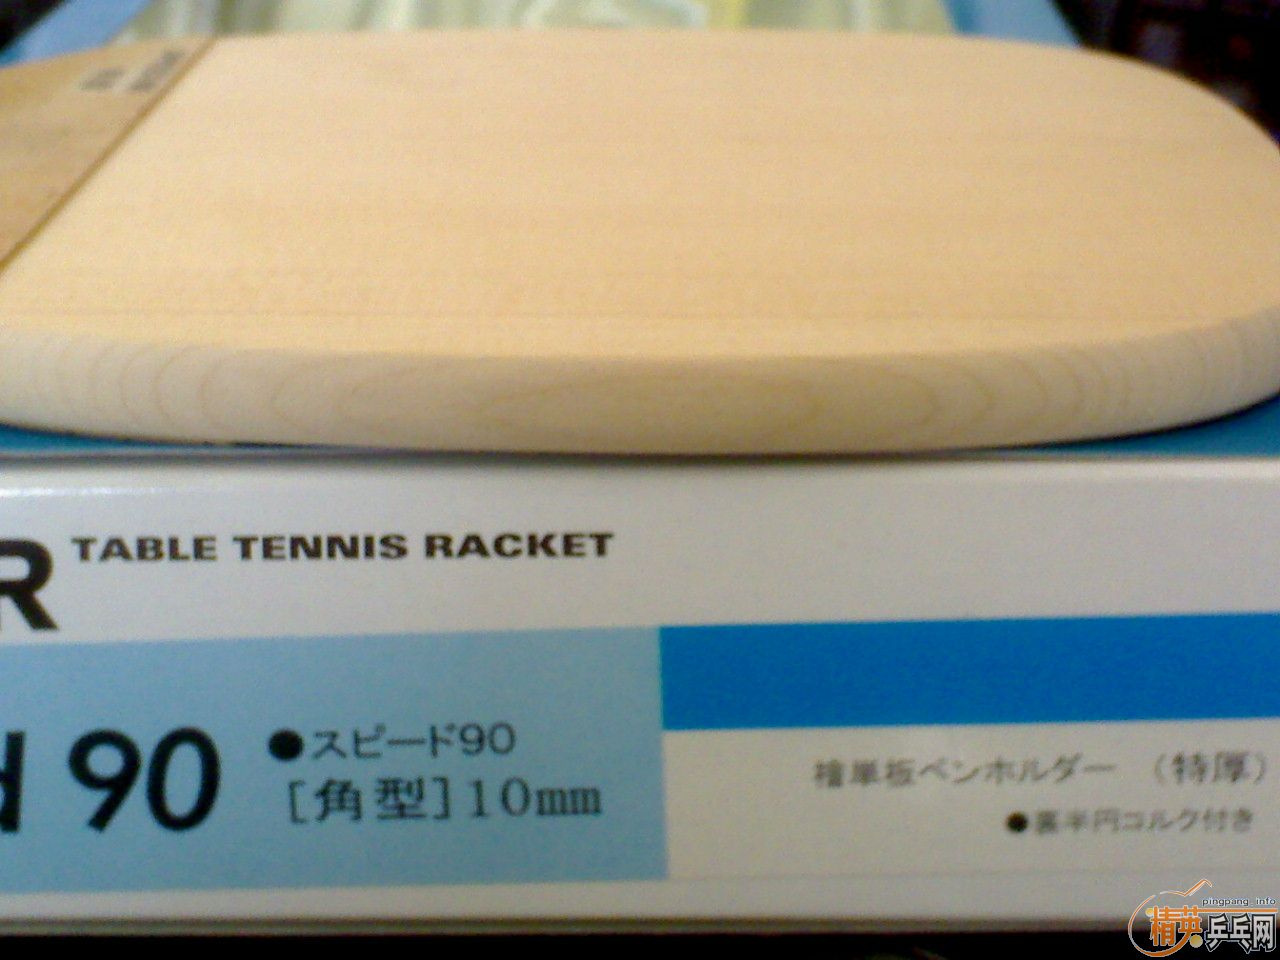 R TABLE TENNIS RACKET
d 90
●スピード90
[角型]10mm
檜単板ペンホルダー （特厚）
●裏半円コルク付き
pingpang.info
精英乒乓网